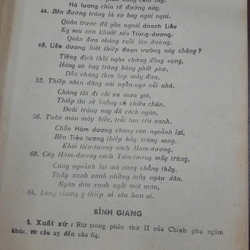 Hà lương chia rẽ đường này.
44. Bên đường trông lá cờ bay ngùi ngùi.
Quân trước đã gần ngoài doanh Liễu
Kỵ sau còn khuất nẻo Tràng-dương,
Quân đưa chàng ruổi lên đường
48. Liễu dương biết thiếp đoạn trường này chăng?
Tiếng địch thổi nghe chừng đồng vọng,
Hàng cờ bay trông bóng phất phơ,
Dấu chàng theo lớp mây đưa,
52. Thiếp nhìn dãng núi ngẩn-ngơ nỗi nhà.
Chàng thì đi cõi xa mưa gió,
Thiếp thì về buồng cũ chiếu chăn,
Đoái trông theo đã cách ngăn
56. Tuôn màu mây biếc, trải ngần núi xanh.
Chốn Hàm dương chàng còn ngoảnh lại,
Bến Tiêu tương thiếp hãy trông sang,
Khói Tiêu-tương cách Hàm-dương,
60. Cây Hàm-dương cách Tiêu-tương mấy trùng.
Cùng ngoảnh lại mà cùng chẳng thấy,
Thấy xanh xanh những mấy ngàn dâu.
Ngàn dâu xanh ngắt một màu,
64. Lòng chàng ý thiếp ai sầu hơn ai.
BÌNH GIẢNG
1. Xuất xứ: Rút trong phần thứ II của Chinh phụ ngâm
khúc, từ câu 25 đến câu 64.